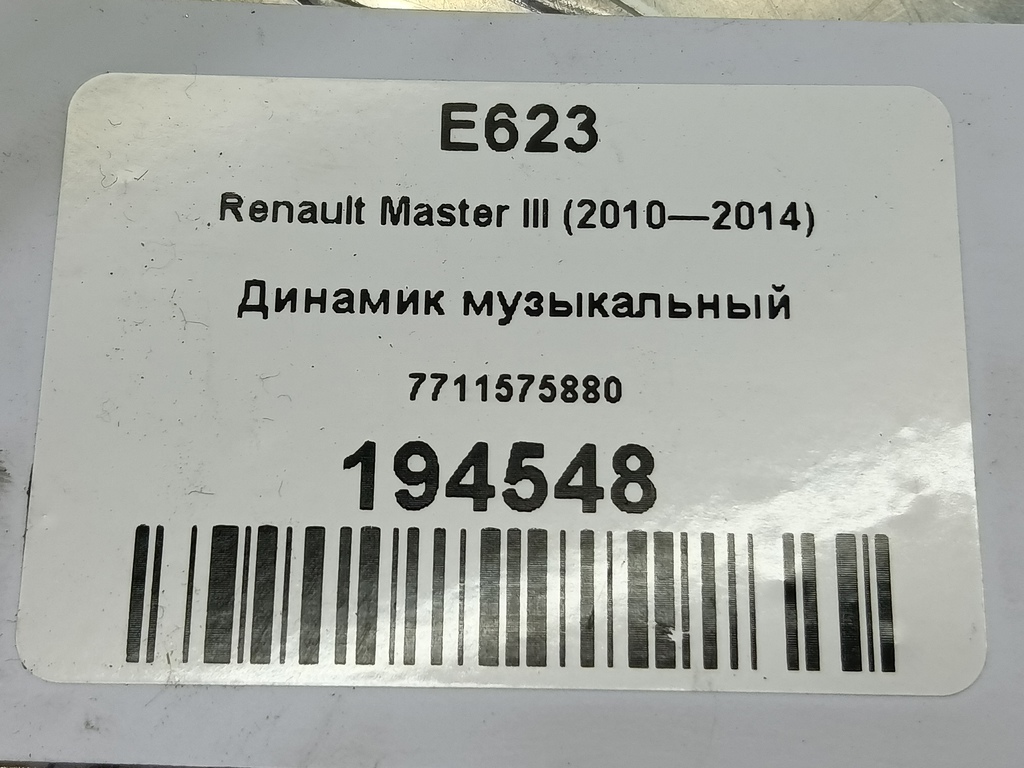 E623
Renault Master III (2010—2014)
Динамик музыкальный
7711575880
194548